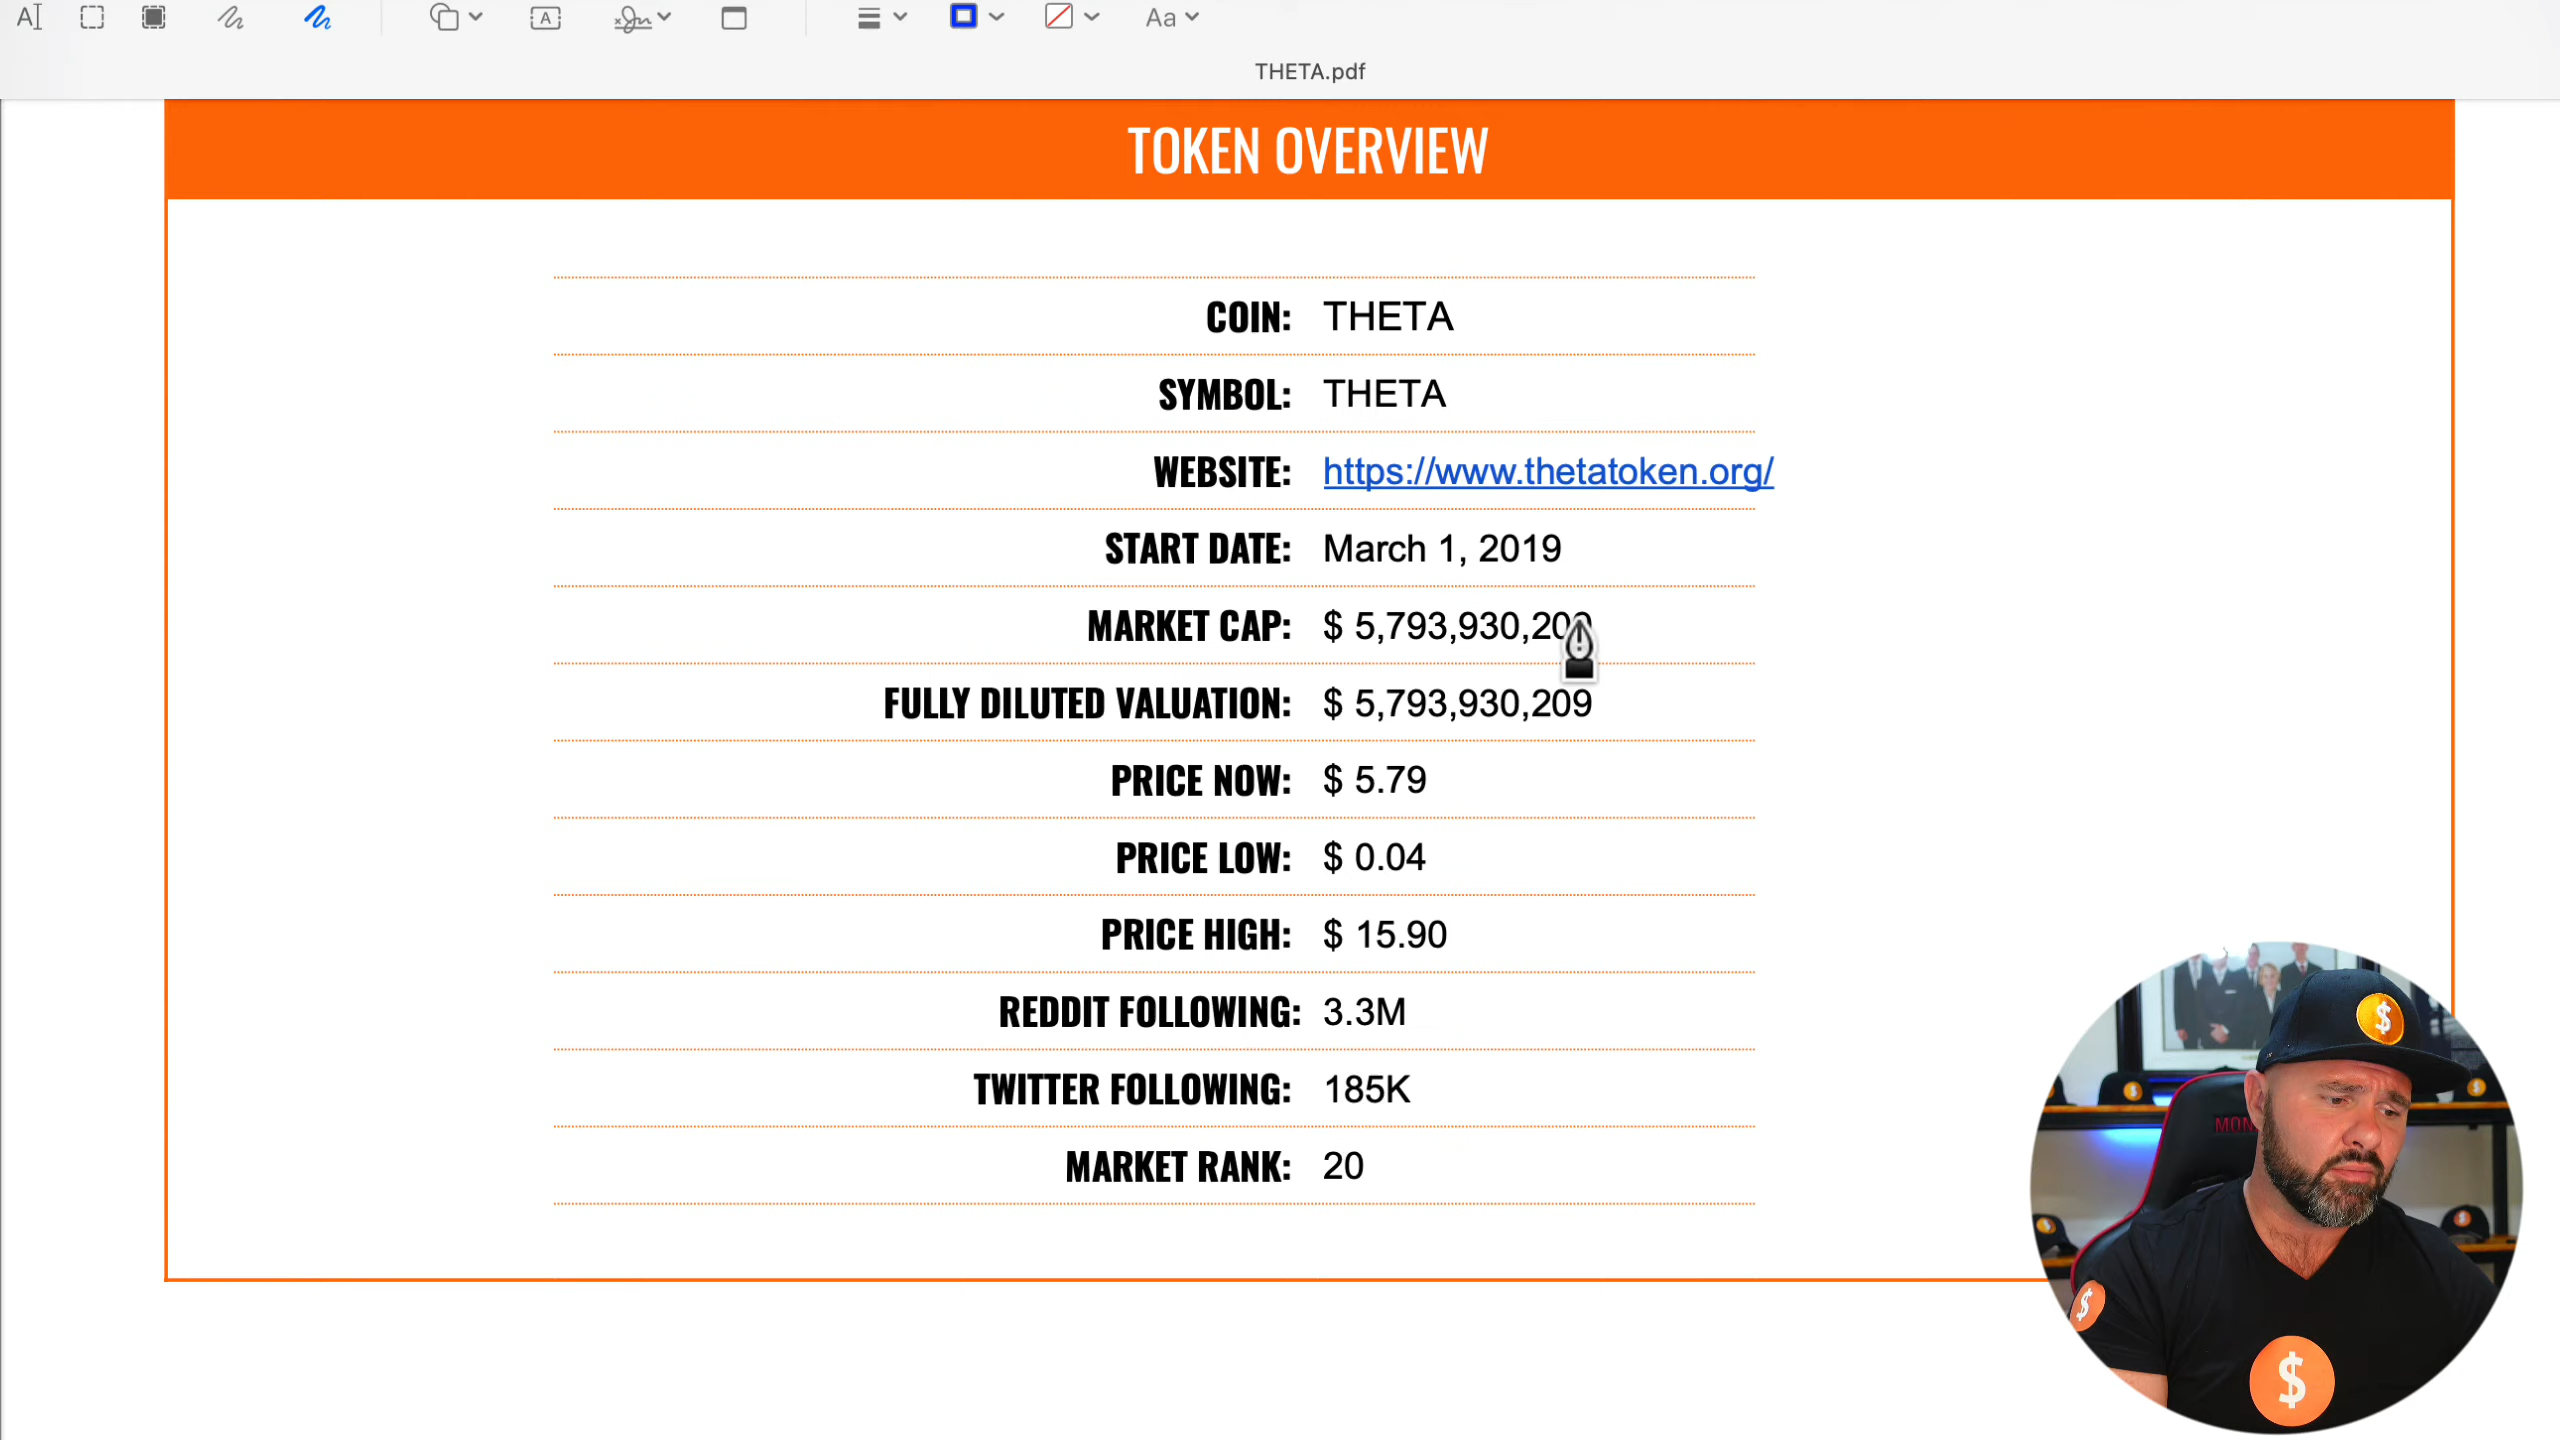 THETA.pdf
TOKEN OVERVIEW
COIN: THETA
SYMBOL: THETA
WEBSITE: https://www.thetatoken.org/
START DATE: March 1, 2019
MARKET CAP: $ 5,793,930,209
FULLY DILUTED VALUATION: $ 5,793,930,209
PRICE NOW: $ 5.79
PRICE LOW: $ 0.04
PRICE HIGH: $ 15.90
REDDIT FOLLOWING: 3.3M
TWITTER FOLLOWING: 185K
MARKET RANK: 20
Aa
A
$
MON
$
$